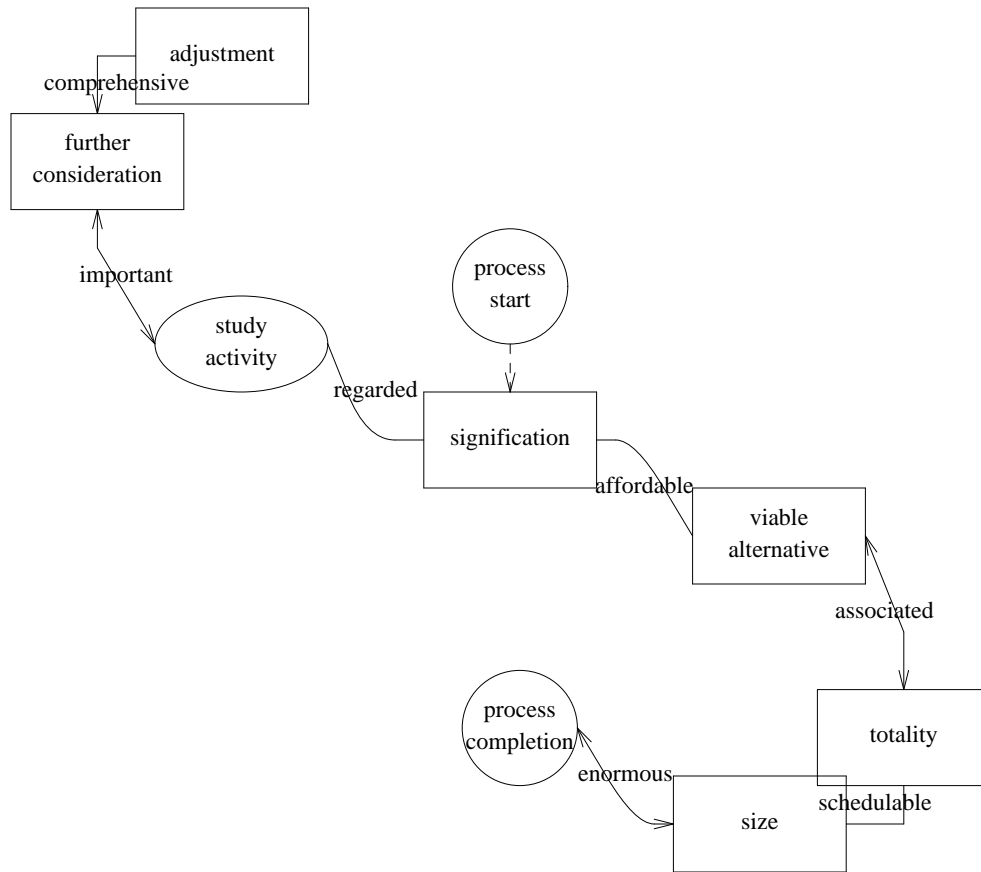 adjustment
comprehensive
further
consideration
process
start
important
study
activity
regarded
signification
affordable
viable
alternative
associated
process
completion
totality
enormous
schedulable
size